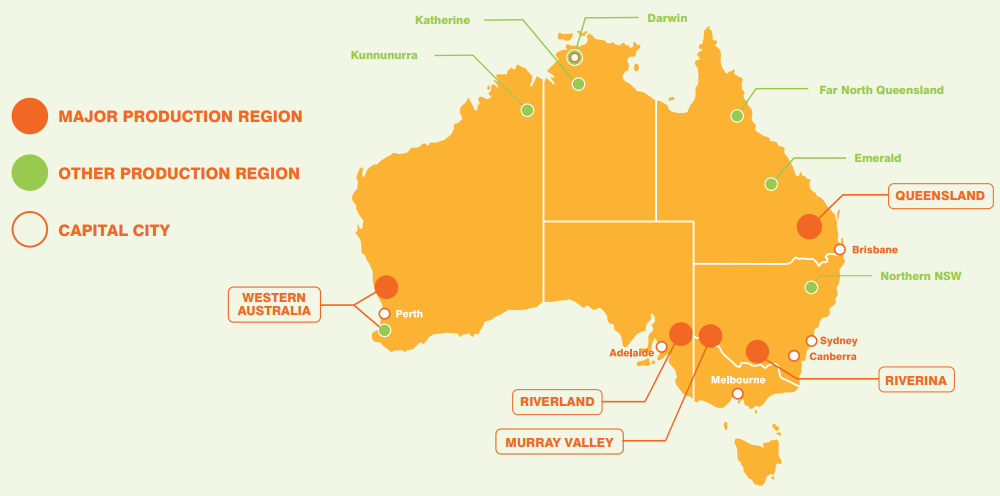 Katherine
Darwin
Kunnunurra
Far North Queensland
MAJOR PRODUCTION REGION
Emerald
OTHER PRODUCTION REGION
QUEENSLAND
CAPITAL CITY
Brisbane
Northern NSW
WESTERN
AUSTRALIA
Perth
Sydney
Adelaide
Canberra
Melbourne
RIVERINA
RIVERLAND
MURRAY VALLEY